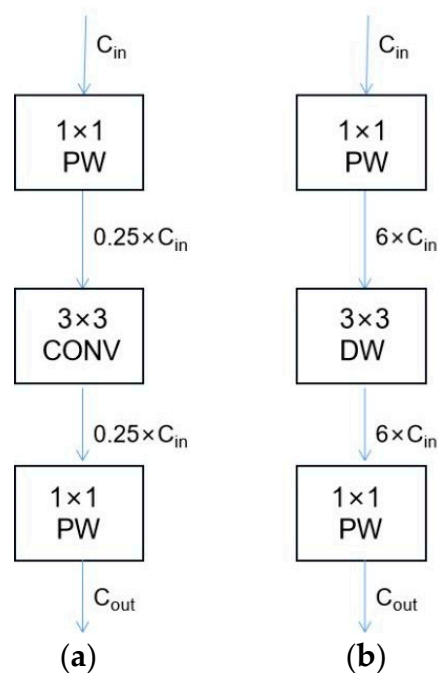 C_in
1×1
PW
0.25×C_in
3×3
CONV
0.25×C_in
1×1
PW
C_out
(a)
C_in
1×1
PW
6×C_in
3×3
DW
6×C_in
1×1
PW
C_out
(b)